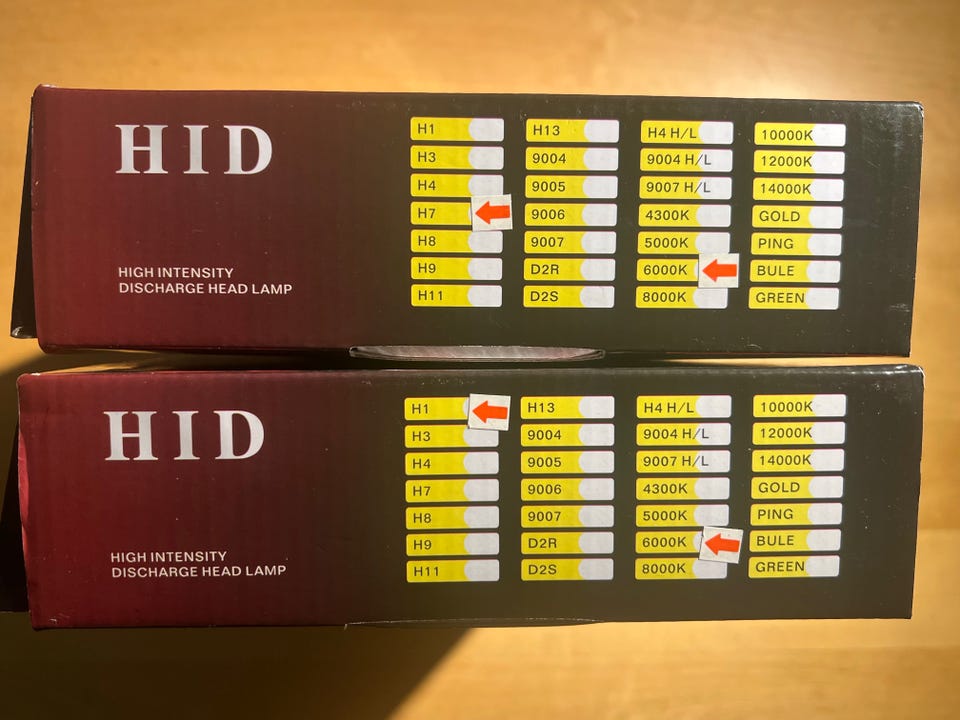 HID
HIGH INTENSITY
DISCHARGE HEAD LAMP
H1 H13 H4 H/L 10000K
H3 9004 9004 H/L 12000K
H4 9005 9007 H/L 14000K
H7 9006 4300K GOLD
H8 9007 5000K PING
H9 D2R 6000K BULE
H11 D2S 8000K GREEN
HID
HIGH INTENSITY
DISCHARGE HEAD LAMP
H1 H13 H4 H/L 10000K
H3 9004 9004 H/L 12000K
H4 9005 9007 H/L 14000K
H7 9006 4300K GOLD
H8 9007 5000K PING
H9 D2R 6000K BULE
H11 D2S 8000K GREEN